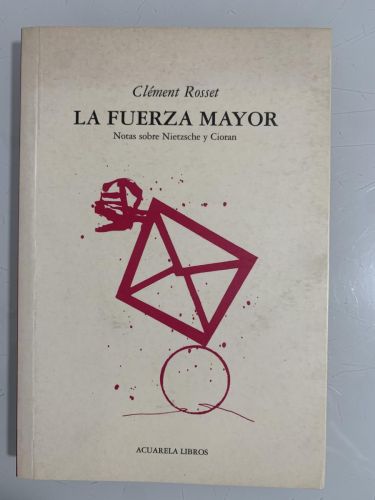 Clément Rosset
LA FUERZA MAYOR
Notas sobre Nietzsche y Cioran
ACUARELA LIBROS